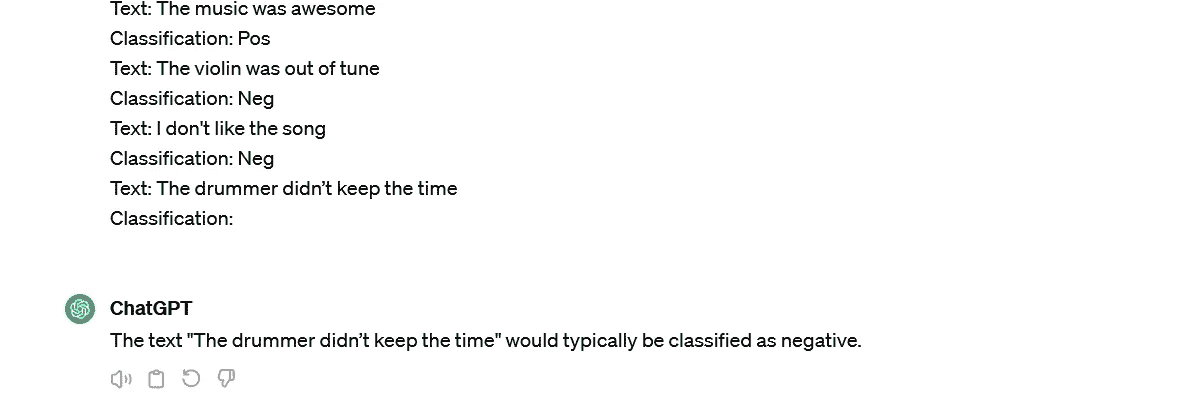 Text: The music was awesome
Classification: Pos
Text: The violin was out of tune
Classification: Neg
Text: I don't like the song
Classification: Neg
Text: The drummer didn’t keep the time
Classification:
ChatGPT
The text "The drummer didn’t keep the time" would typically be classified as negative.